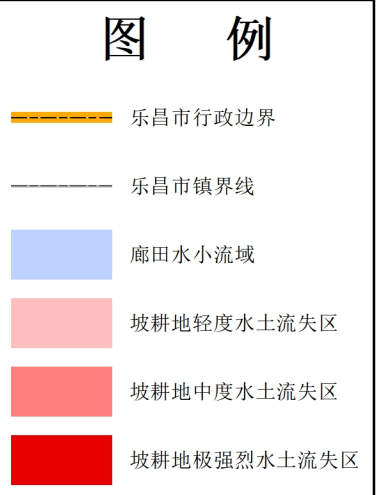 图 例
乐昌市行政边界
乐昌市镇界线
廊田水小流域
坡耕地轻度水土流失区
坡耕地中度水土流失区
坡耕地极强烈水土流失区